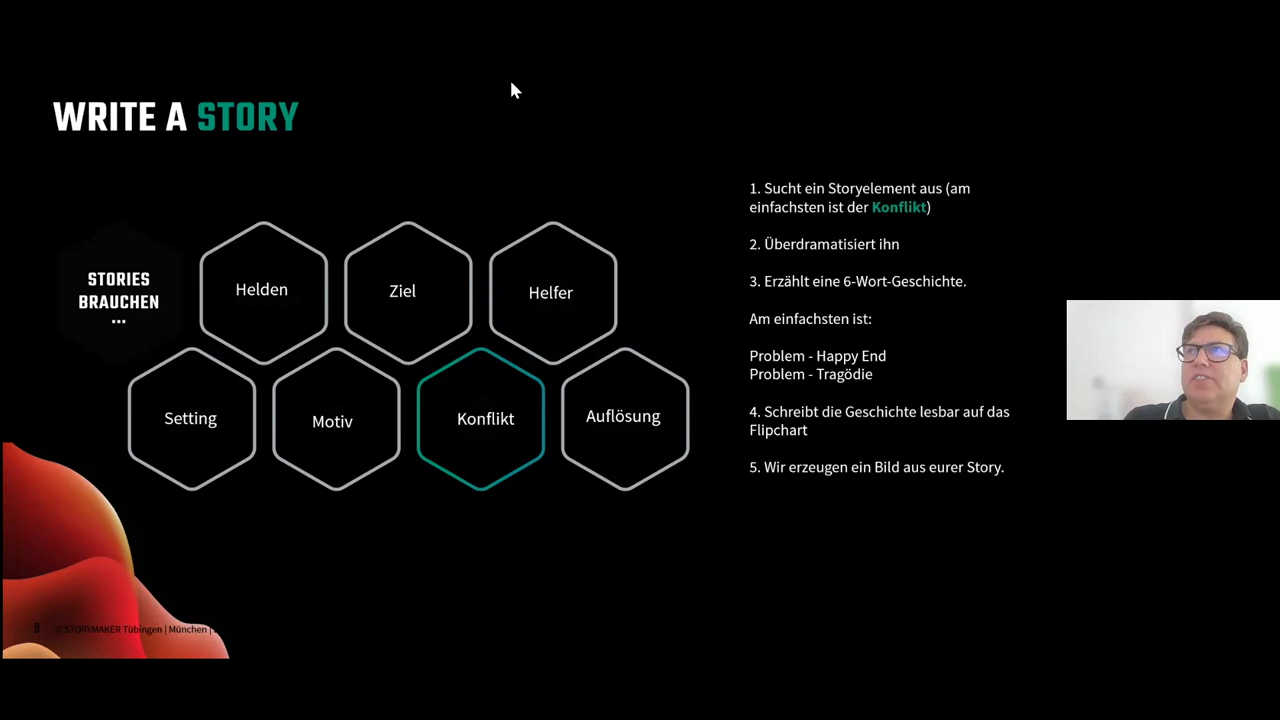 WRITE A STORY
STORIES
BRAUCHEN
...
Helden
Ziel
Helfer
Setting
Motiv
Konflikt
Auflösung
1. Sucht ein Storyelement aus (am
einfachsten ist der Konflikt)
2. Überdramatisiert ihn
3. Erzählt eine 6-Wort-Geschichte.
Am einfachsten ist:
Problem - Happy End
Problem - Tragödie
4. Schreibt die Geschichte lesbar auf das
Flipchart
5. Wir erzeugen ein Bild aus eurer Story.
9 © STORYMAKER Tübingen | München |